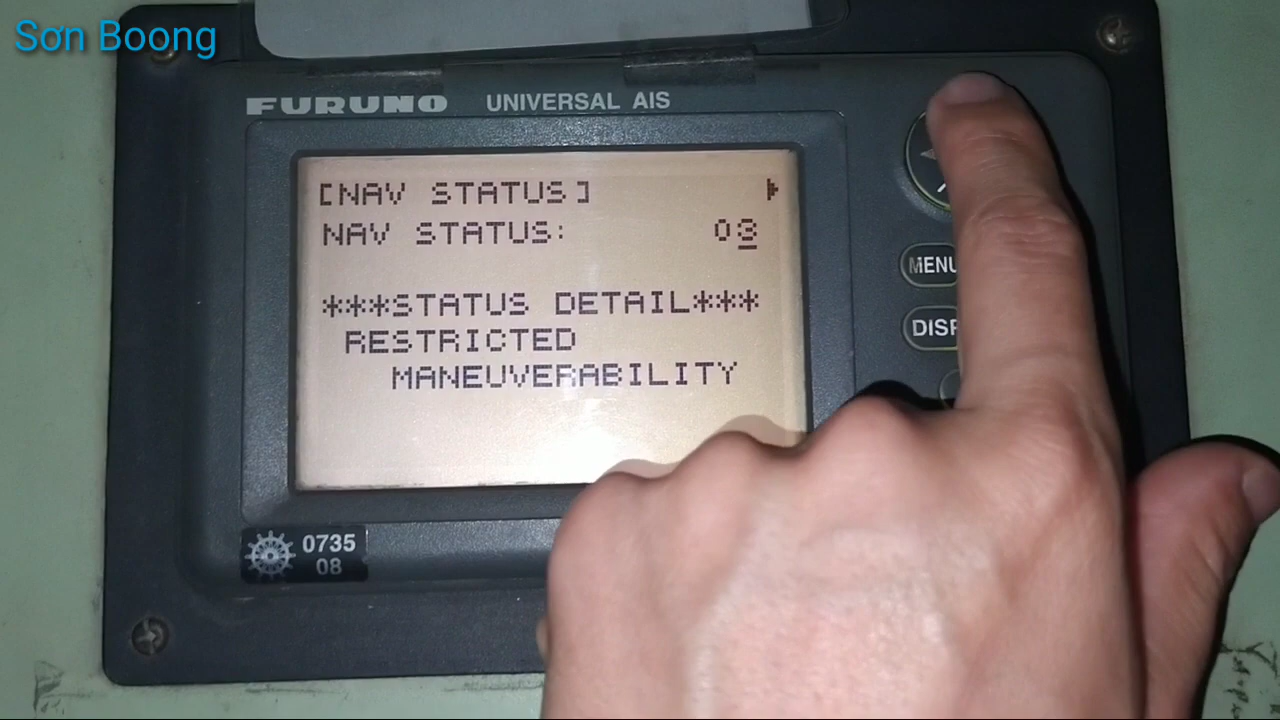 Sơn Boong
FURUNO UNIVERSAL AIS
[NAV STATUS]
NAV STATUS: 03
***STATUS DETAIL***
RESTRICTED
MANEUVERABILITY
MENU
DISP
0735
08